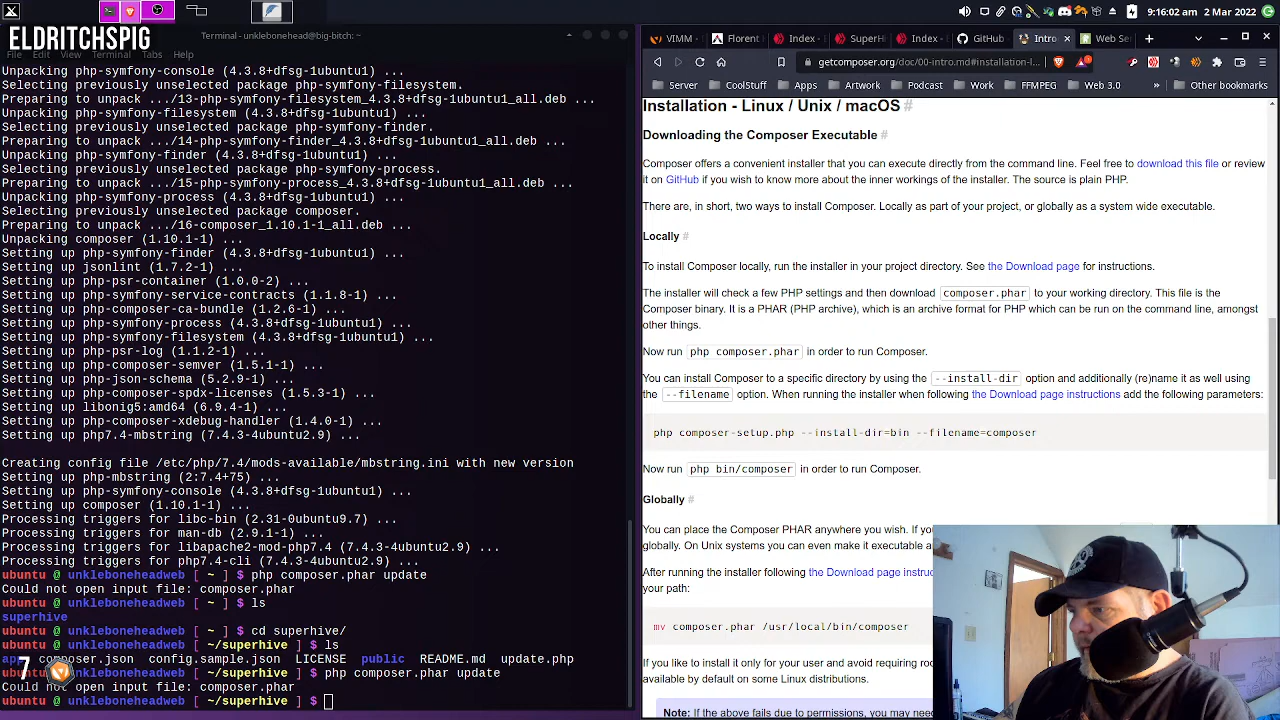 9:16:02 am, 2 Mar 2022
ELDRITCHSPIG
Terminal - unklebonehead@big-bitch: ~
File Edit View Terminal Tabs Help
Unpacking php-symfony-console (4.3.8+dfsg-1ubuntu1) ...
Selecting previously unselected package php-symfony-filesystem.
Preparing to unpack .../13-php-symfony-filesystem_4.3.8+dfsg-1ubuntu1_all.deb ...
Unpacking php-symfony-filesystem (4.3.8+dfsg-1ubuntu1) ...
Selecting previously unselected package php-symfony-finder.
Preparing to unpack .../14-php-symfony-finder_4.3.8+dfsg-1ubuntu1_all.deb ...
Unpacking php-symfony-finder (4.3.8+dfsg-1ubuntu1) ...
Selecting previously unselected package php-symfony-process.
Preparing to unpack .../15-php-symfony-process_4.3.8+dfsg-1ubuntu1_all.deb ...
Unpacking php-symfony-process (4.3.8+dfsg-1ubuntu1) ...
Selecting previously unselected package composer.
Preparing to unpack .../16-composer_1.10.1-1_all.deb ...
Unpacking composer (1.10.1-1) ...
Setting up php-symfony-finder (4.3.8+dfsg-1ubuntu1) ...
Setting up jsonlint (1.7.2-1) ...
Setting up php-psr-container (1.0.0-2) ...
Setting up php-symfony-service-contracts (1.1.8-1) ...
Setting up php-composer-ca-bundle (1.2.6-1) ...
Setting up php-symfony-process (4.3.8+dfsg-1ubuntu1) ...
Setting up php-symfony-filesystem (4.3.8+dfsg-1ubuntu1) ...
Setting up php-psr-log (1.1.2-1) ...
Setting up php-composer-semver (1.5.1-1) ...
Setting up php-json-schema (5.2.9-1) ...
Setting up php-composer-spdx-licenses (1.5.3-1) ...
Setting up libonig5:amd64 (6.9.4-1) ...
Setting up php-composer-xdebug-handler (1.4.0-1) ...
Setting up php7.4-mbstring (7.4.3-4ubuntu2.9) ...
Creating config file /etc/php/7.4/mods-available/mbstring.ini with new version
Setting up php-mbstring (2:7.4+75) ...
Setting up php-symfony-console (4.3.8+dfsg-1ubuntu1) ...
Setting up composer (1.10.1-1) ...
Processing triggers for libc-bin (2.31-0ubuntu9.7) ...
Processing triggers for man-db (2.9.1-1) ...
Processing triggers for libapache2-mod-php7.4 (7.4.3-4ubuntu2.9) ...
Processing triggers for php7.4-cli (7.4.3-4ubuntu2.9) ...
ubuntu @ unkleboneheadweb [ ~ ] $ php composer.phar update
Could not open input file: composer.phar
ubuntu @ unkleboneheadweb [ ~ ] $ ls
superhive
ubuntu @ unkleboneheadweb [ ~ ] $ cd superhive/
ubuntu @ unkleboneheadweb [ ~/superhive ] $ ls
app composer.json config.sample.json LICENSE public README.md update.php
ubuntu @ unkleboneheadweb [ ~/superhive ] $ php composer.phar update
Could not open input file: composer.phar
ubuntu @ unkleboneheadweb [ ~/superhive ] $
7
VIMM - Florent Index - SuperHi Index - GitHub Intro Web Ser
getcomposer.org/doc/00-intro.md#installation-l...
Server CoolStuff Apps Artwork Podcast Work FFMPEG Web 3.0 » Other bookmarks
Installation - Linux / Unix / macOS #
Downloading the Composer Executable #
Composer offers a convenient installer that you can execute directly from the command line. Feel free to download this file or review
it on GitHub if you wish to know more about the inner workings of the installer. The source is plain PHP.
There are, in short, two ways to install Composer. Locally as part of your project, or globally as a system wide executable.
Locally #
To install Composer locally, run the installer in your project directory. See the Download page for instructions.
The installer will check a few PHP settings and then download composer.phar to your working directory. This file is the
Composer binary. It is a PHAR (PHP archive), which is an archive format for PHP which can be run on the command line, amongst
other things.
Now run php composer.phar in order to run Composer.
You can install Composer to a specific directory by using the --install-dir option and additionally (re)name it as well using
the --filename option. When running the installer when following the Download page instructions add the following parameters:
php composer-setup.php --install-dir=bin --filename=composer
Now run php bin/composer in order to run Composer.
Globally #
You can place the Composer PHAR anywhere you wish. If yo
globally. On Unix systems you can even make it executable a
After running the installer following the Download page instruc
your path:
mv composer.phar /usr/local/bin/composer
If you like to install it only for your user and avoid requiring roo
available by default on some Linux distributions.
Note: If the above fails due to permissions, you may need